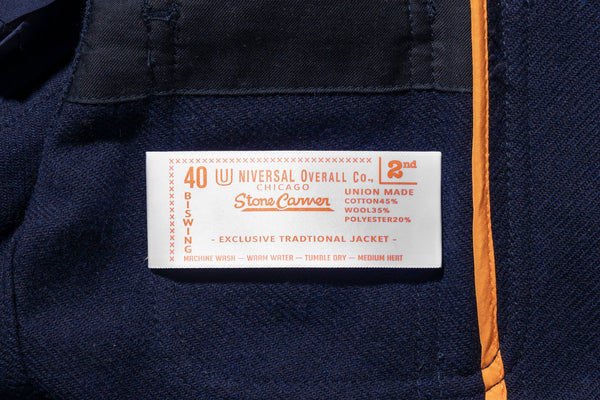 40 UNIVERSAL OVERALL CO., 2nd
CHICAGO
BISWING
Stone Canver
UNION MADE
COTTON45%
WOOL35%
POLYESTER20%
- EXCLUSIVE TRADTIONAL JACKET -
MACHINE WASH — WARM WATER — TUMBLE DRY — MEDIUM HEAT